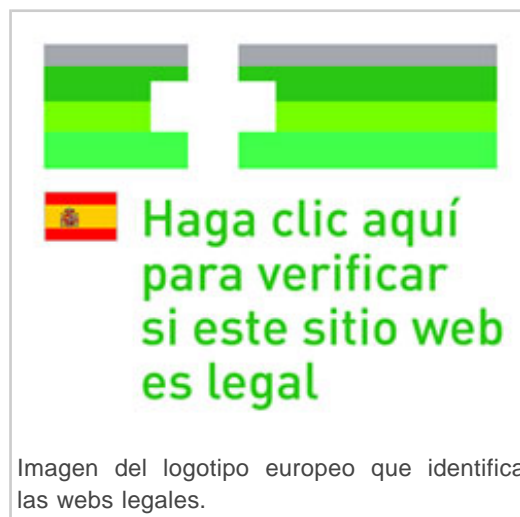 Haga clic aquí
para verificar
si este sitio web
es legal
Imagen del logotipo europeo que identifica
las webs legales.